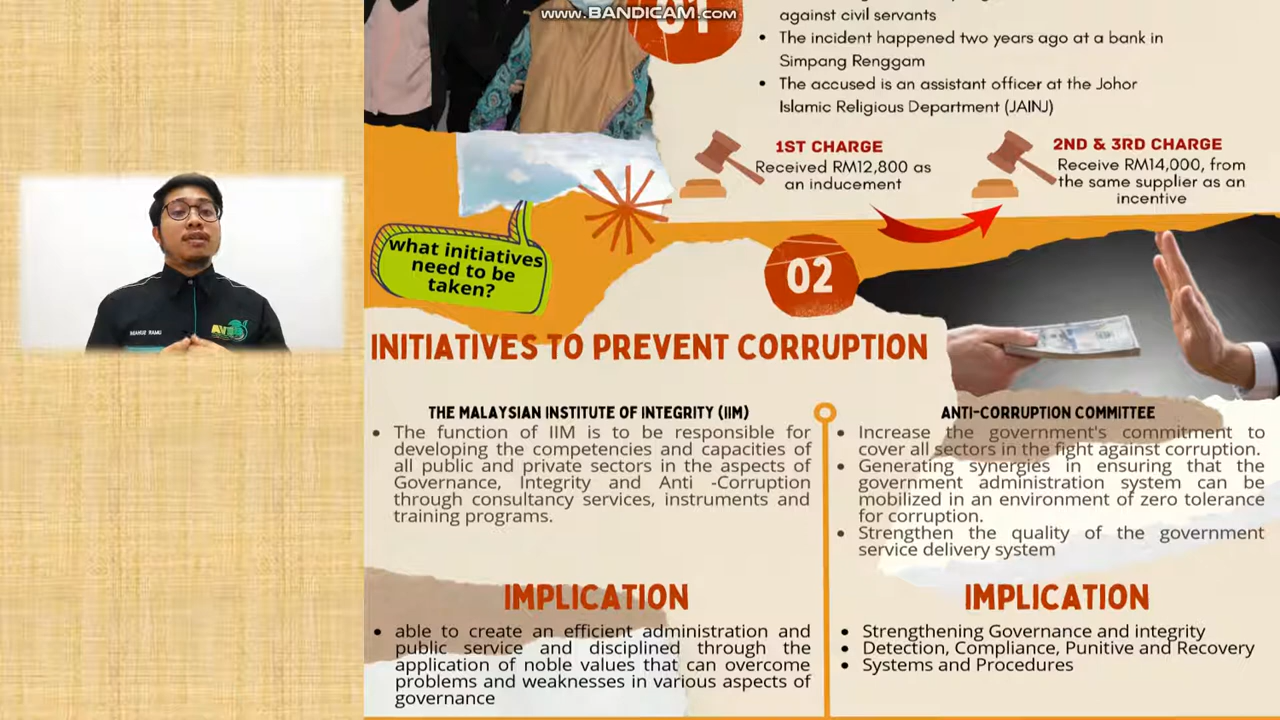 www.BANDICAM.com
01
against civil servants
• The incident happened two years ago at a bank in
Simpang Renggam
• The accused is an assistant officer at the Johor
Islamic Religious Department (JAINJ)
1ST CHARGE
Received RM12,800 as
an inducement
2ND & 3RD CHARGE
Receive RM14,000, from
the same supplier as an
incentive
what initiatives
need to be
taken?
02
INITIATIVES TO PREVENT CORRUPTION
THE MALAYSIAN INSTITUTE OF INTEGRITY (IIM)
• The function of IIM is to be responsible for
developing the competencies and capacities of
all public and private sectors in the aspects of
Governance, Integrity and Anti -Corruption
through consultancy services, instruments and
training programs.
ANTI-CORRUPTION COMMITTEE
• Increase the government's commitment to
cover all sectors in the fight against corruption.
• Generating synergies in ensuring that the
government administration system can be
mobilized in an environment of zero tolerance
for corruption.
• Strengthen the quality of the government
service delivery system
IMPLICATION
• able to create an efficient administration and
public service and disciplined through the
application of noble values that can overcome
problems and weaknesses in various aspects of
governance
IMPLICATION
• Strengthening Governance and integrity
• Detection, Compliance, Punitive and Recovery
• Systems and Procedures